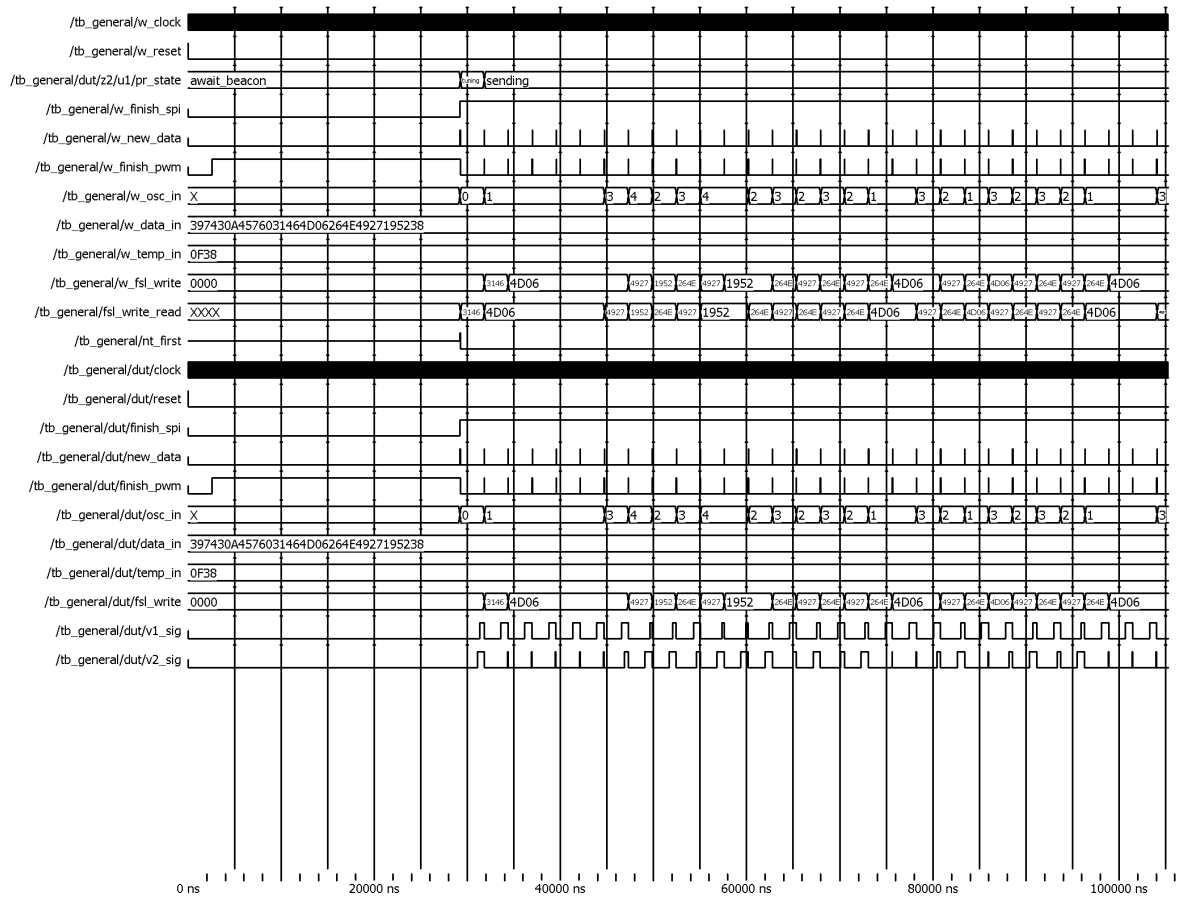 /tb_general/w_clock
/tb_general/w_reset
/tb_general/dut/z2/u1/pr_state await_beacon tuning sending
/tb_general/w_finish_spi
/tb_general/w_new_data
/tb_general/w_finish_pwm
/tb_general/w_osc_in X 0 1 3 4 2 3 4 2 3 2 3 2 1 3 2 1 3 2 3 2 1 3
/tb_general/w_data_in 397430A4576031464D06264E4927195238
/tb_general/w_temp_in 0F38
/tb_general/w_fsl_write 0000 3146 4D06 4927 1952 264E 4927 1952 264E 4927 264E 4927 264E 4D06 4927 264E 4D06 4927 264E 4927 264E 4D06
/tb_general/fsl_write_read XXXX 3146 4D06 4927 1952 264E 4927 1952 264E 4927 264E 4927 264E 4D06 4927 264E 4D06 4927 264E 4927 264E 4D06
/tb_general/nt_first
/tb_general/dut/clock
/tb_general/dut/reset
/tb_general/dut/finish_spi
/tb_general/dut/new_data
/tb_general/dut/finish_pwm
/tb_general/dut/osc_in X 0 1 3 4 2 3 4 2 3 2 3 2 1 3 2 1 3 2 3 2 1 3
/tb_general/dut/data_in 397430A4576031464D06264E4927195238
/tb_general/dut/temp_in 0F38
/tb_general/dut/fsl_write 0000 3146 4D06 4927 1952 264E 4927 1952 264E 4927 264E 4927 264E 4D06 4927 264E 4D06 4927 264E 4927 264E 4D06
/tb_general/dut/v1_sig
/tb_general/dut/v2_sig
0 ns 20000 ns 40000 ns 60000 ns 80000 ns 100000 ns